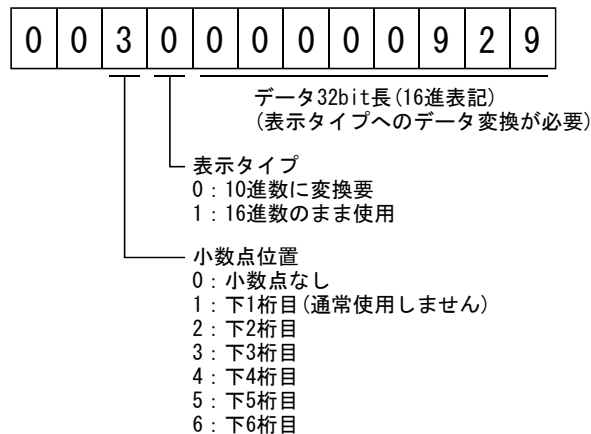 0 0 3 0 0 0 0 0 0 9 2 9
データ32bit長(16進表記)
(表示タイプへのデータ変換が必要)
表示タイプ
0：10進数に変換要
1：16進数のまま使用
小数点位置
0：小数点なし
1：下1桁目(通常使用しません)
2：下2桁目
3：下3桁目
4：下4桁目
5：下5桁目
6：下6桁目